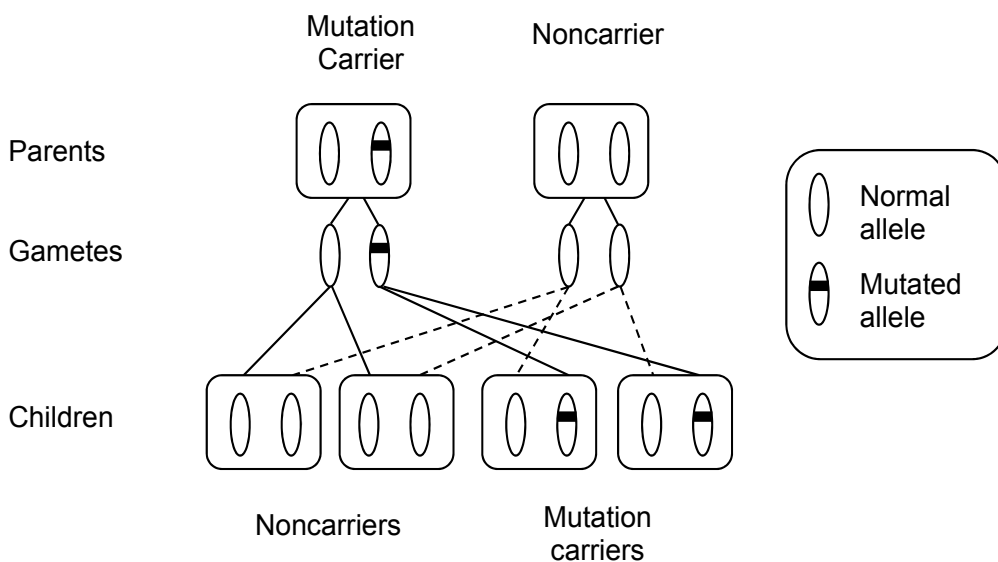 Mutation
Carrier
Noncarrier
Parents
Normal
allele
Gametes
Mutated
allele
Children
Noncarriers
Mutation
carriers